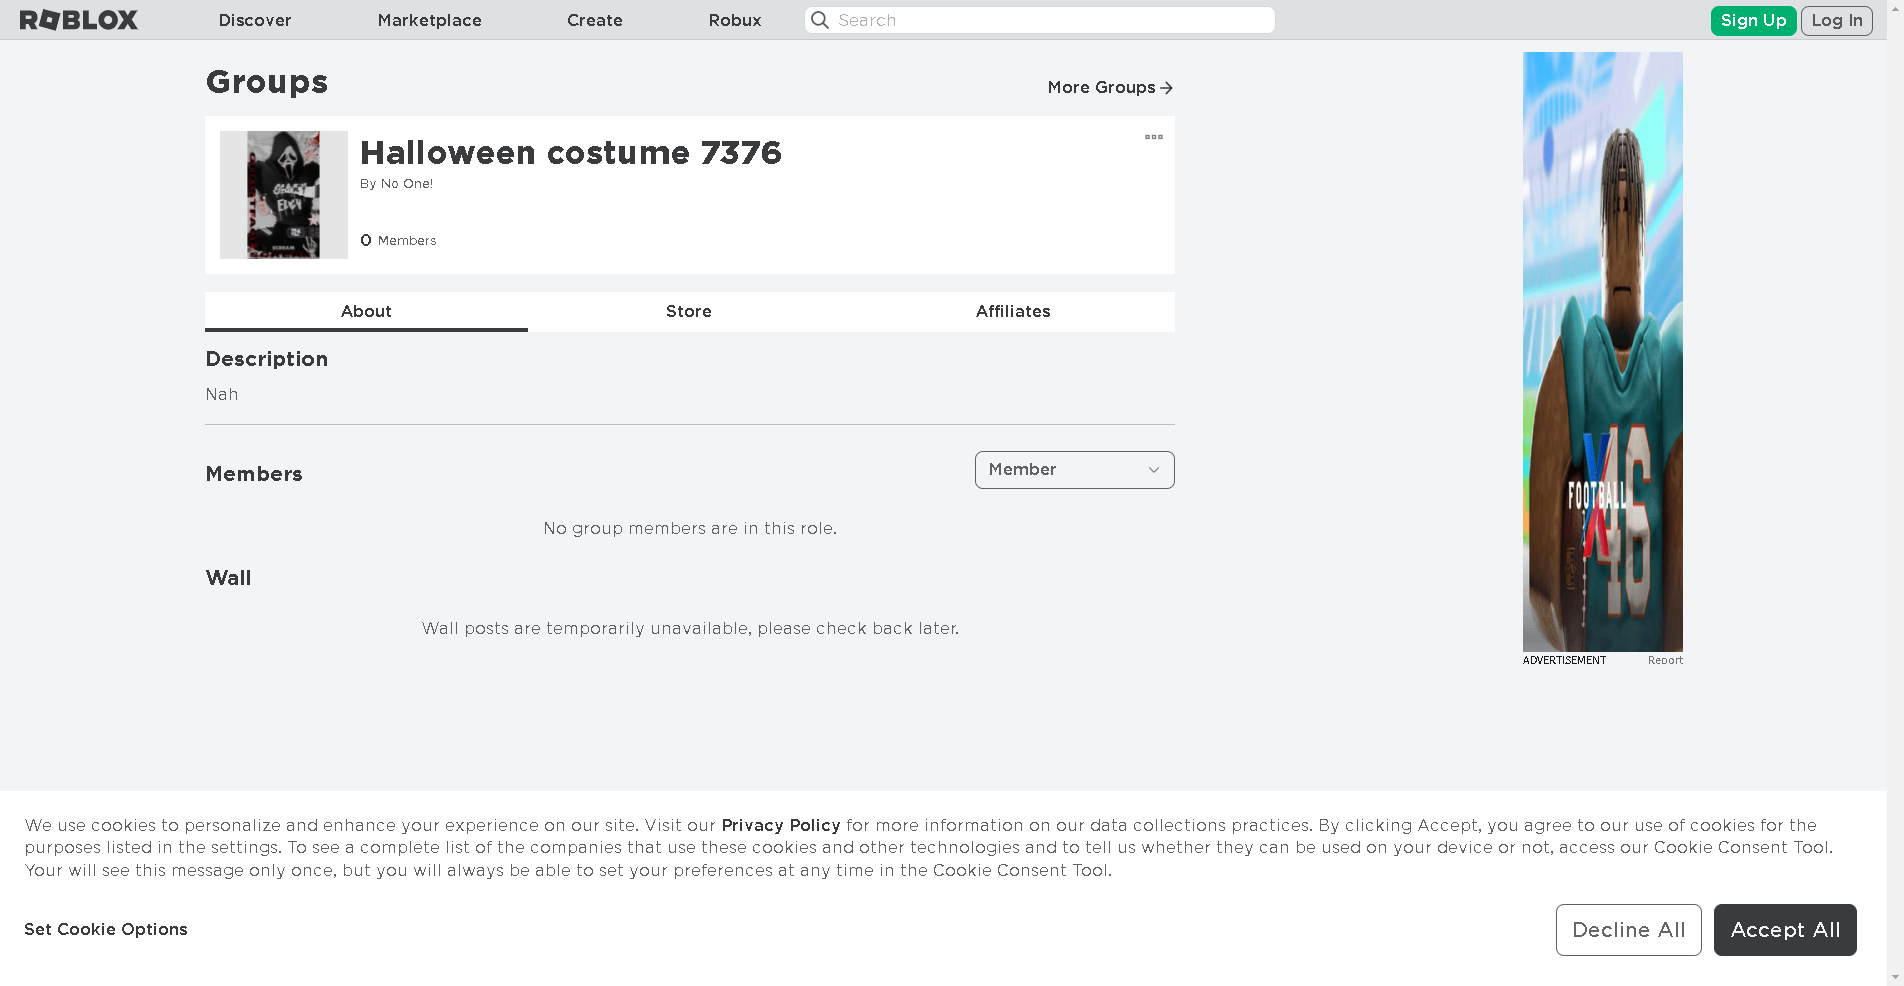 ROBLOX
Discover
Marketplace
Create
Robux
Search
Sign Up
Log In
Groups
More Groups
Halloween costume 7376
By No One!
0 Members
SCREAM
About
Store
Affiliates
Description
Nah
Members
Member
No group members are in this role.
Wall
Wall posts are temporarily unavailable, please check back later.
FOOTBALL
46
ADVERTISEMENT
Report
We use cookies to personalize and enhance your experience on our site. Visit our Privacy Policy for more information on our data collections practices. By clicking Accept, you agree to our use of cookies for the
purposes listed in the settings. To see a complete list of the companies that use these cookies and other technologies and to tell us whether they can be used on your device or not, access our Cookie Consent Tool.
Your will see this message only once, but you will always be able to set your preferences at any time in the Cookie Consent Tool.
Set Cookie Options
Decline All
Accept All